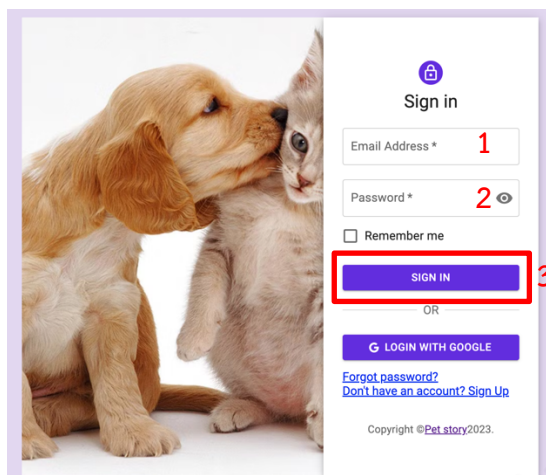 Sign in
Email Address * 1
Password * 2
Remember me
SIGN IN 3
OR
G LOGIN WITH GOOGLE
Forgot password?
Don't have an account? Sign Up
Copyright ©Pet story2023.